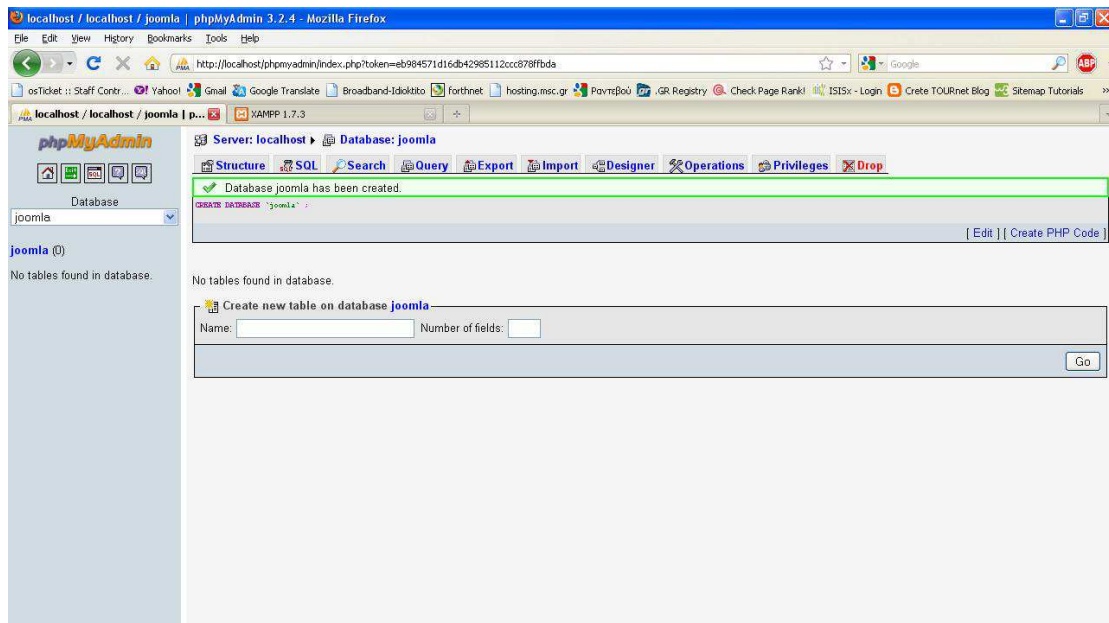 localhost / localhost / joomla | phpMyAdmin 3.2.4 - Mozilla Firefox
File Edit View History Bookmarks Tools Help
http://localhost/phpmyadmin/index.php?token=eb984571d16db42985112ccc878ffbda
Google
ABP
osTicket :: Staff Contr... Yahoo! Gmail Google Translate Broadband-Idioktito forthnet hosting.msc.gr Ραντεβού .GR Registry Check Page Rank! ISISx - Login Crete TOURnet Blog Sitemap Tutorials »
localhost / localhost / joomla | p... XAMPP 1.7.3
phpMyAdmin
Server: localhost Database: joomla
Structure SQL Search Query Export Import Designer Operations Privileges Drop
Database
joomla
joomla (0)
No tables found in database.
Database joomla has been created.
CREATE DATABASE `joomla` ;
[ Edit ] [ Create PHP Code ]
No tables found in database.
Create new table on database joomla
Name: Number of fields:
Go